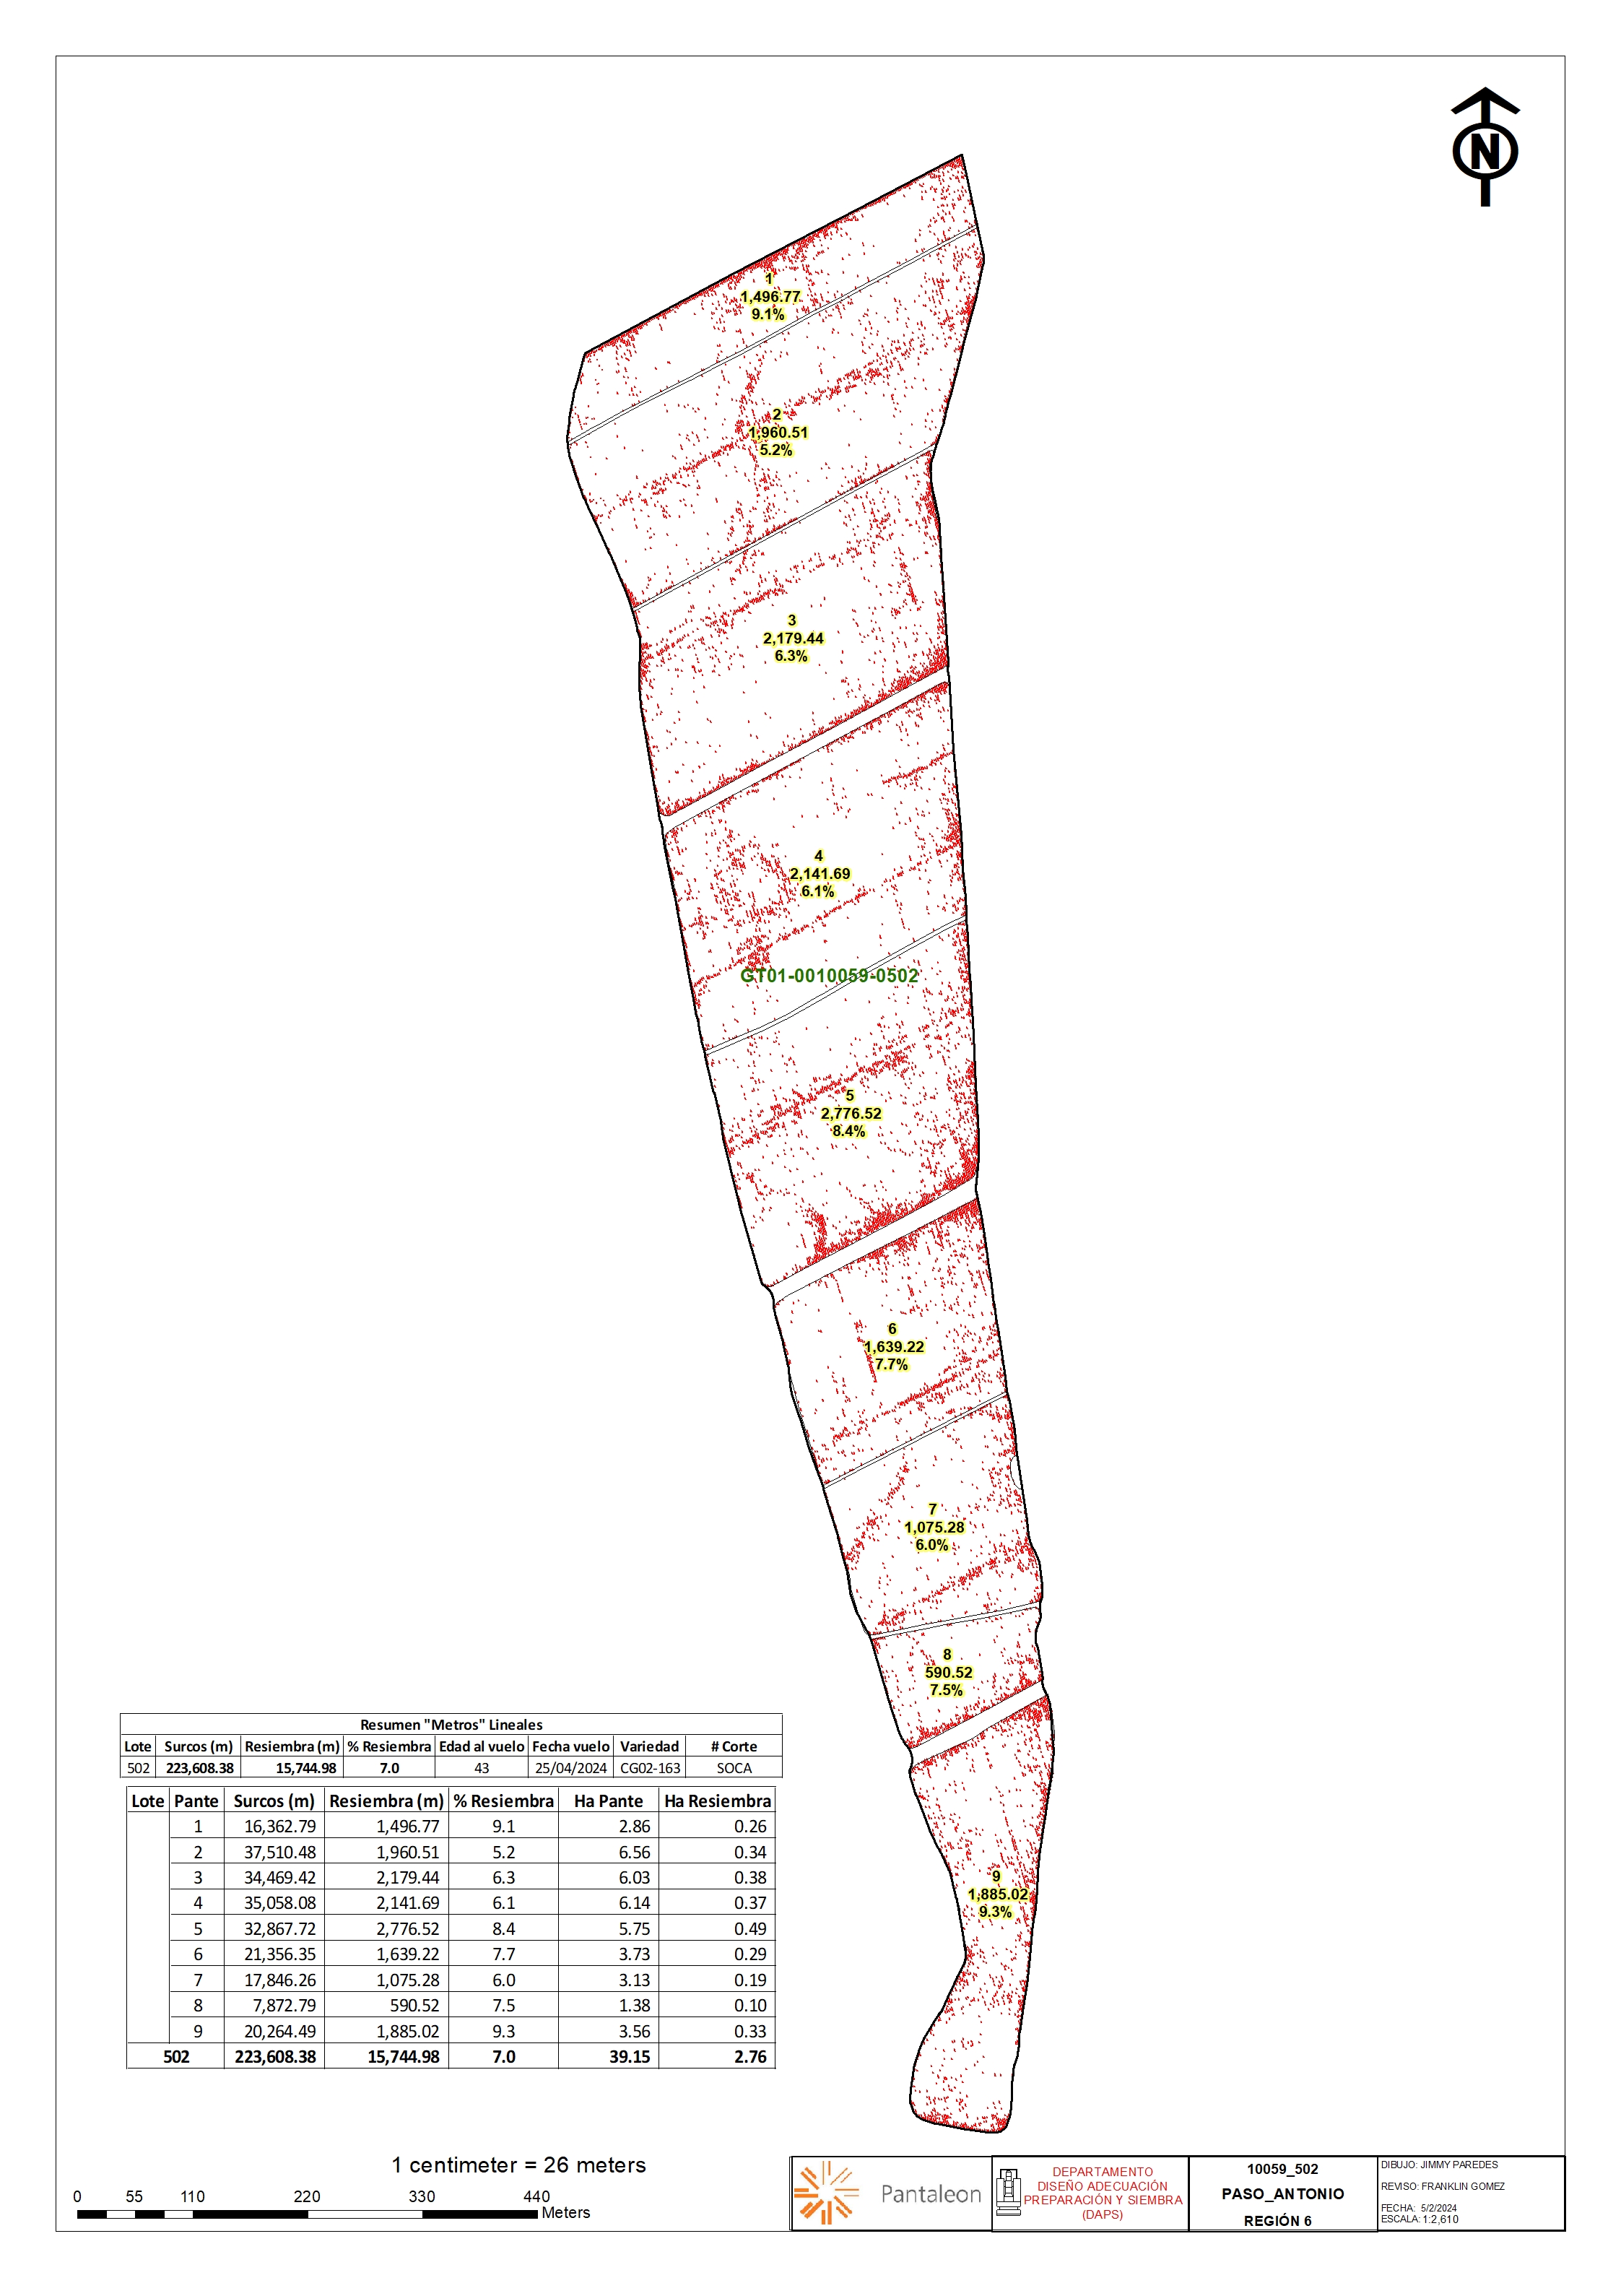 N
1
1,496.77
9.1%
2
1,960.51
5.2%
3
2,179.44
6.3%
4
2,141.69
6.1%
GT01-0010059-0502
5
2,776.52
8.4%
6
1,639.22
7.7%
7
1,075.28
6.0%
8
590.52
7.5%
9
1,885.02
9.3%
Resumen "Metros" Lineales
Lote Surcos (m) Resiembra (m) % Resiembra Edad al vuelo Fecha vuelo Variedad # Corte
502 223,608.38 15,744.98 7.0 43 25/04/2024 CG02-163 SOCA
Lote Pante Surcos (m) Resiembra (m) % Resiembra Ha Pante Ha Resiembra
1 16,362.79 1,496.77 9.1 2.86 0.26
2 37,510.48 1,960.51 5.2 6.56 0.34
3 34,469.42 2,179.44 6.3 6.03 0.38
4 35,058.08 2,141.69 6.1 6.14 0.37
5 32,867.72 2,776.52 8.4 5.75 0.49
6 21,356.35 1,639.22 7.7 3.73 0.29
7 17,846.26 1,075.28 6.0 3.13 0.19
8 7,872.79 590.52 7.5 1.38 0.10
9 20,264.49 1,885.02 9.3 3.56 0.33
502 223,608.38 15,744.98 7.0 39.15 2.76
1 centimeter = 26 meters
0 55 110 220 330 440
Meters
Pantaleon
DEPARTAMENTO
DISEÑO ADECUACIÓN
PREPARACIÓN Y SIEMBRA
(DAPS)
10059_502
PASO_ANTONIO
REGIÓN 6
DIBUJO: JIMMY PAREDES
REVISO: FRANKLIN GOMEZ
FECHA: 5/2/2024
ESCALA: 1:2,610